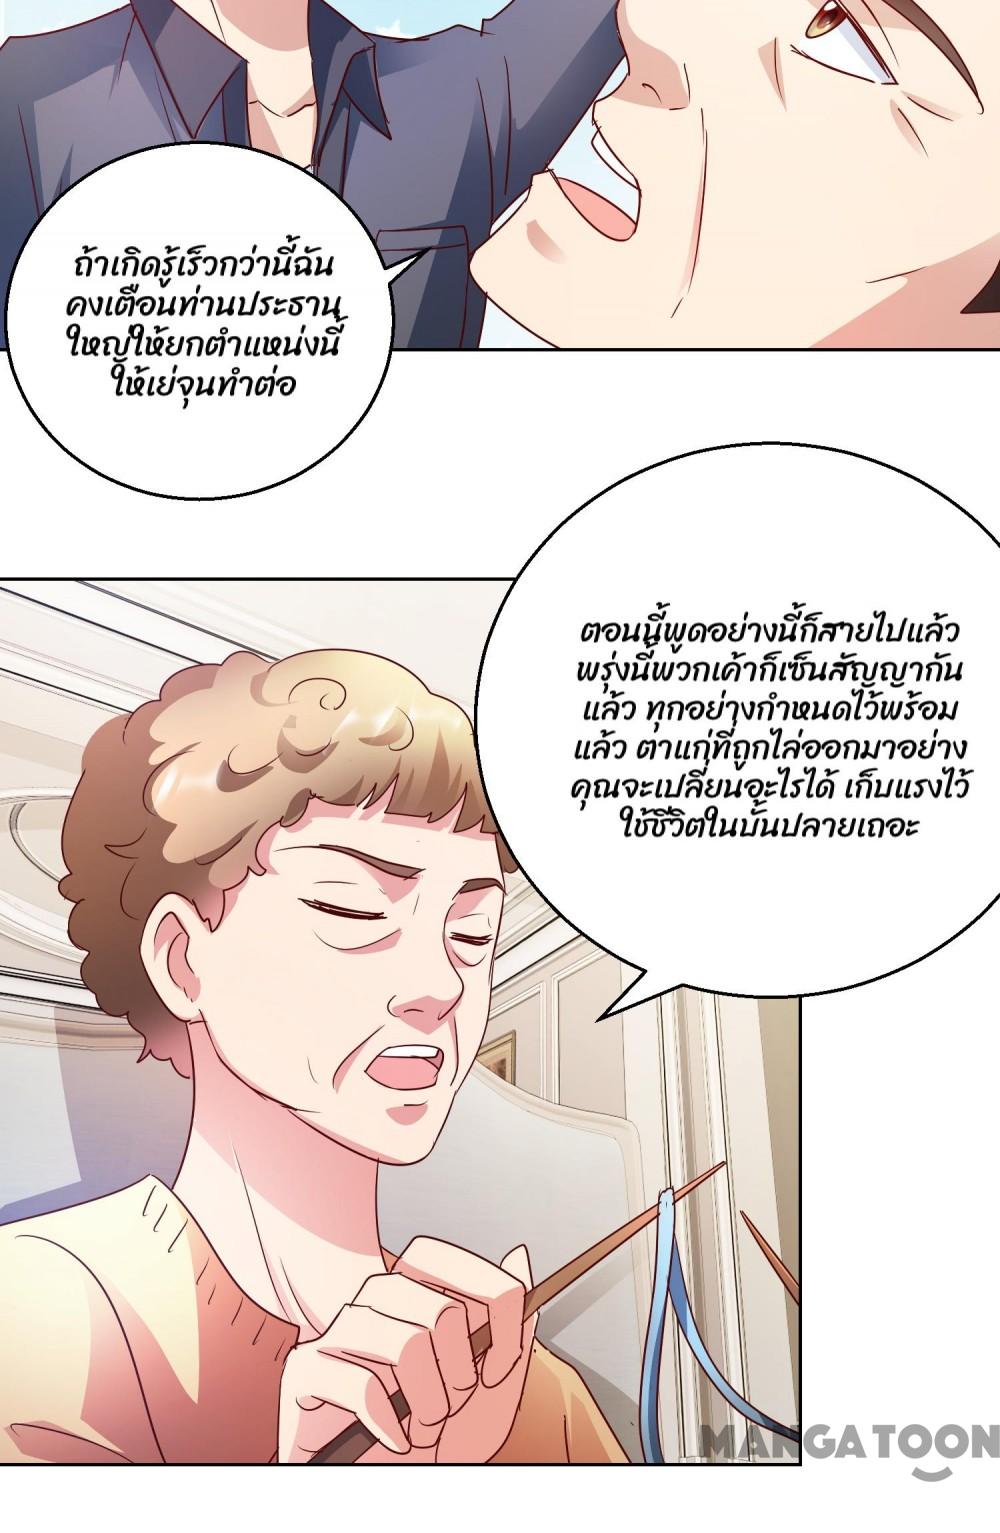 ถ้าเกิดรู้เร็วกว่านี้ฉัน
คงเตือนท่านประธาน
ใหญ่ให้ยกตำแหน่งนี้
ให้เย่จุนทำต่อ
ตอนนี้พูดอย่างนี้ก็สายไปแล้ว
พรุ่งนี้พวกเค้าก็เซ็นสัญญากัน
แล้ว ทุกอย่างกำหนดไว้พร้อม
แล้ว ตาแก่ที่ถูกไล่ออกมาอย่าง
คุณจะเปลี่ยนอะไรได้ เก็บแรงไว้
ใช้ชีวิตในบั้นปลายเถอะ
MANGATOON